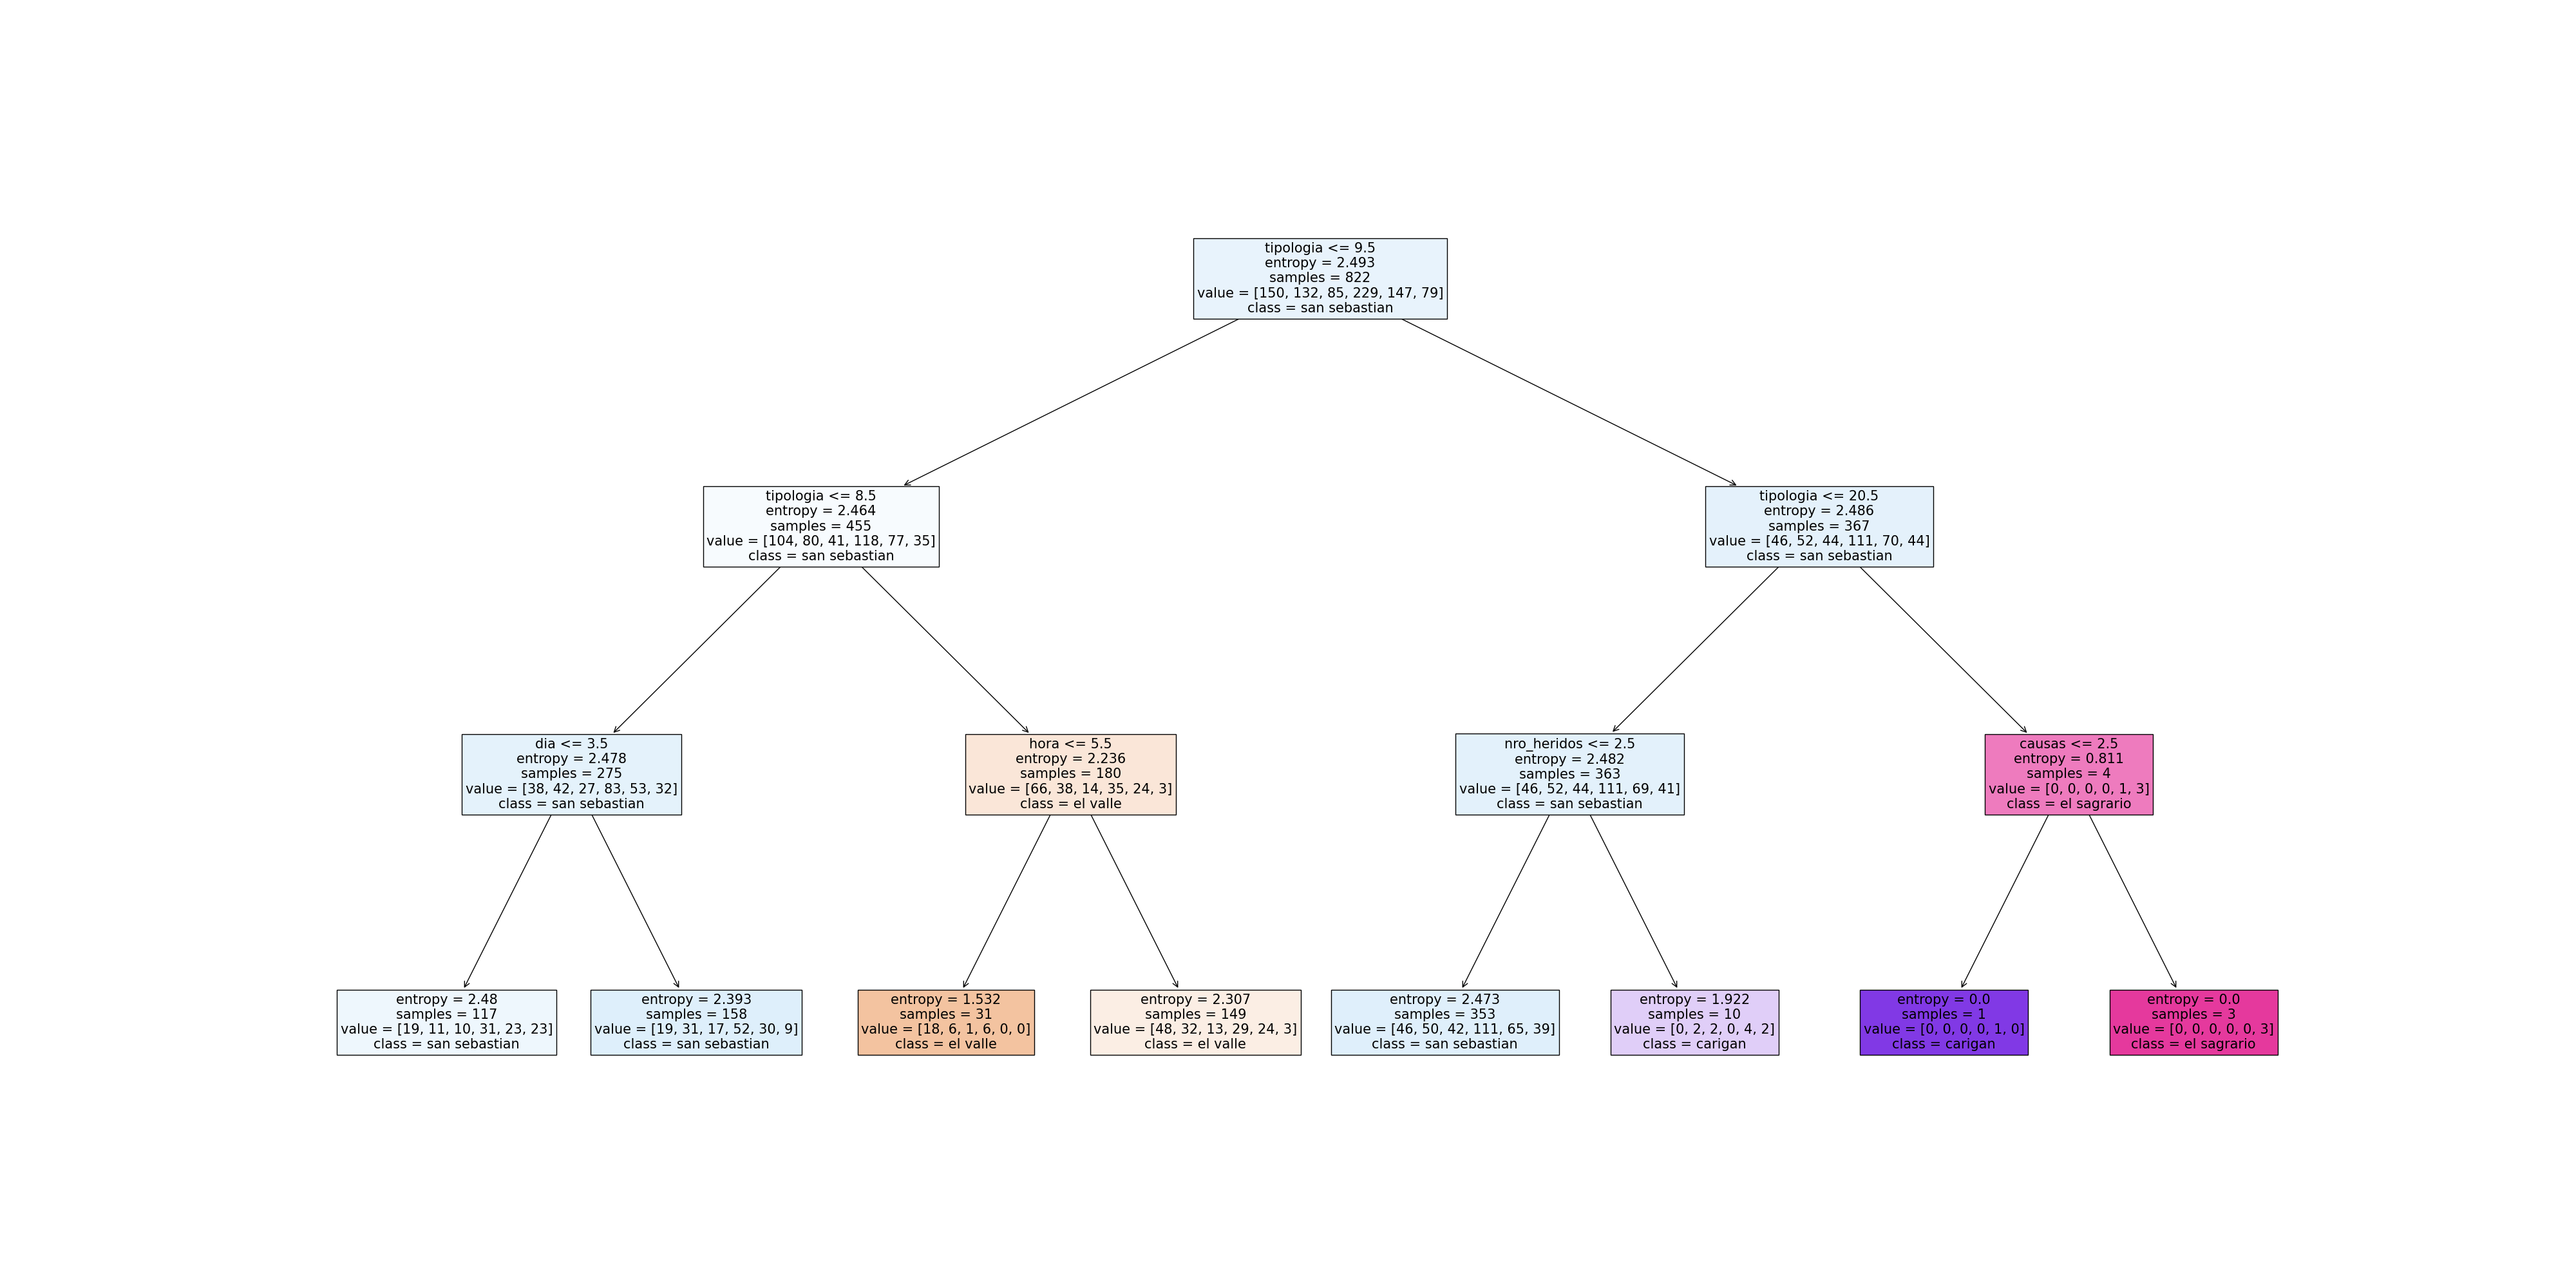 tipologia <= 9.5
entropy = 2.493
samples = 822
value = [150, 132, 85, 229, 147, 79]
class = san sebastian
tipologia <= 8.5
entropy = 2.464
samples = 455
value = [104, 80, 41, 118, 77, 35]
class = san sebastian
tipologia <= 20.5
entropy = 2.486
samples = 367
value = [46, 52, 44, 111, 70, 44]
class = san sebastian
dia <= 3.5
entropy = 2.478
samples = 275
value = [38, 42, 27, 83, 53, 32]
class = san sebastian
hora <= 5.5
entropy = 2.236
samples = 180
value = [66, 38, 14, 35, 24, 3]
class = el valle
nro_heridos <= 2.5
entropy = 2.482
samples = 363
value = [46, 52, 44, 111, 69, 41]
class = san sebastian
causas <= 2.5
entropy = 0.811
samples = 4
value = [0, 0, 0, 0, 1, 3]
class = el sagrario
entropy = 2.48
samples = 117
value = [19, 11, 10, 31, 23, 23]
class = san sebastian
entropy = 2.393
samples = 158
value = [19, 31, 17, 52, 30, 9]
class = san sebastian
entropy = 1.532
samples = 31
value = [18, 6, 1, 6, 0, 0]
class = el valle
entropy = 2.307
samples = 149
value = [48, 32, 13, 29, 24, 3]
class = el valle
entropy = 2.473
samples = 353
value = [46, 50, 42, 111, 65, 39]
class = san sebastian
entropy = 1.922
samples = 10
value = [0, 2, 2, 0, 4, 2]
class = carigan
entropy = 0.0
samples = 1
value = [0, 0, 0, 0, 1, 0]
class = carigan
entropy = 0.0
samples = 3
value = [0, 0, 0, 0, 0, 3]
class = el sagrario